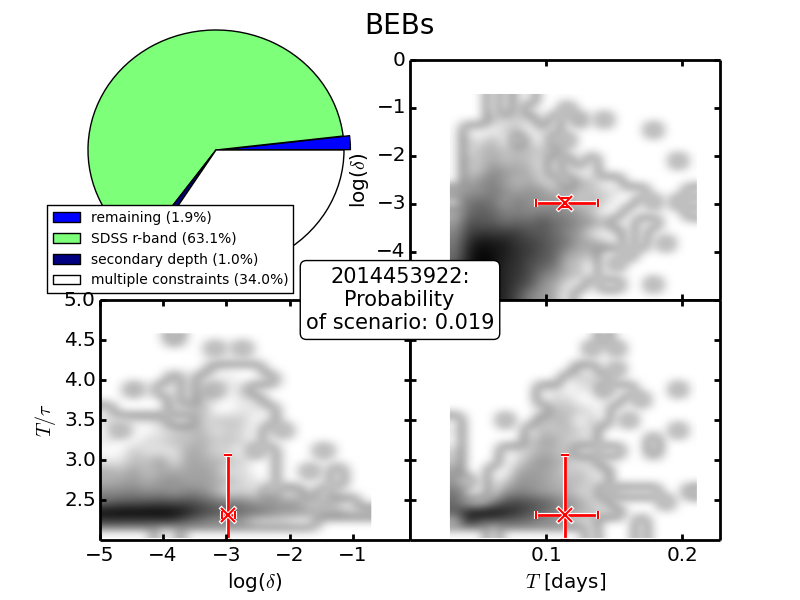 BEBs
remaining (1.9%)
SDSS r-band (63.1%)
secondary depth (1.0%)
multiple constraints (34.0%)
0
−1
−2
−3
−4
log(δ)
2014453922:
Probability
of scenario: 0.019
5.0
4.5
4.0
3.5
3.0
2.5
T/τ
−5 −4 −3 −2 −1
log(δ)
0.1 0.2
T [days]